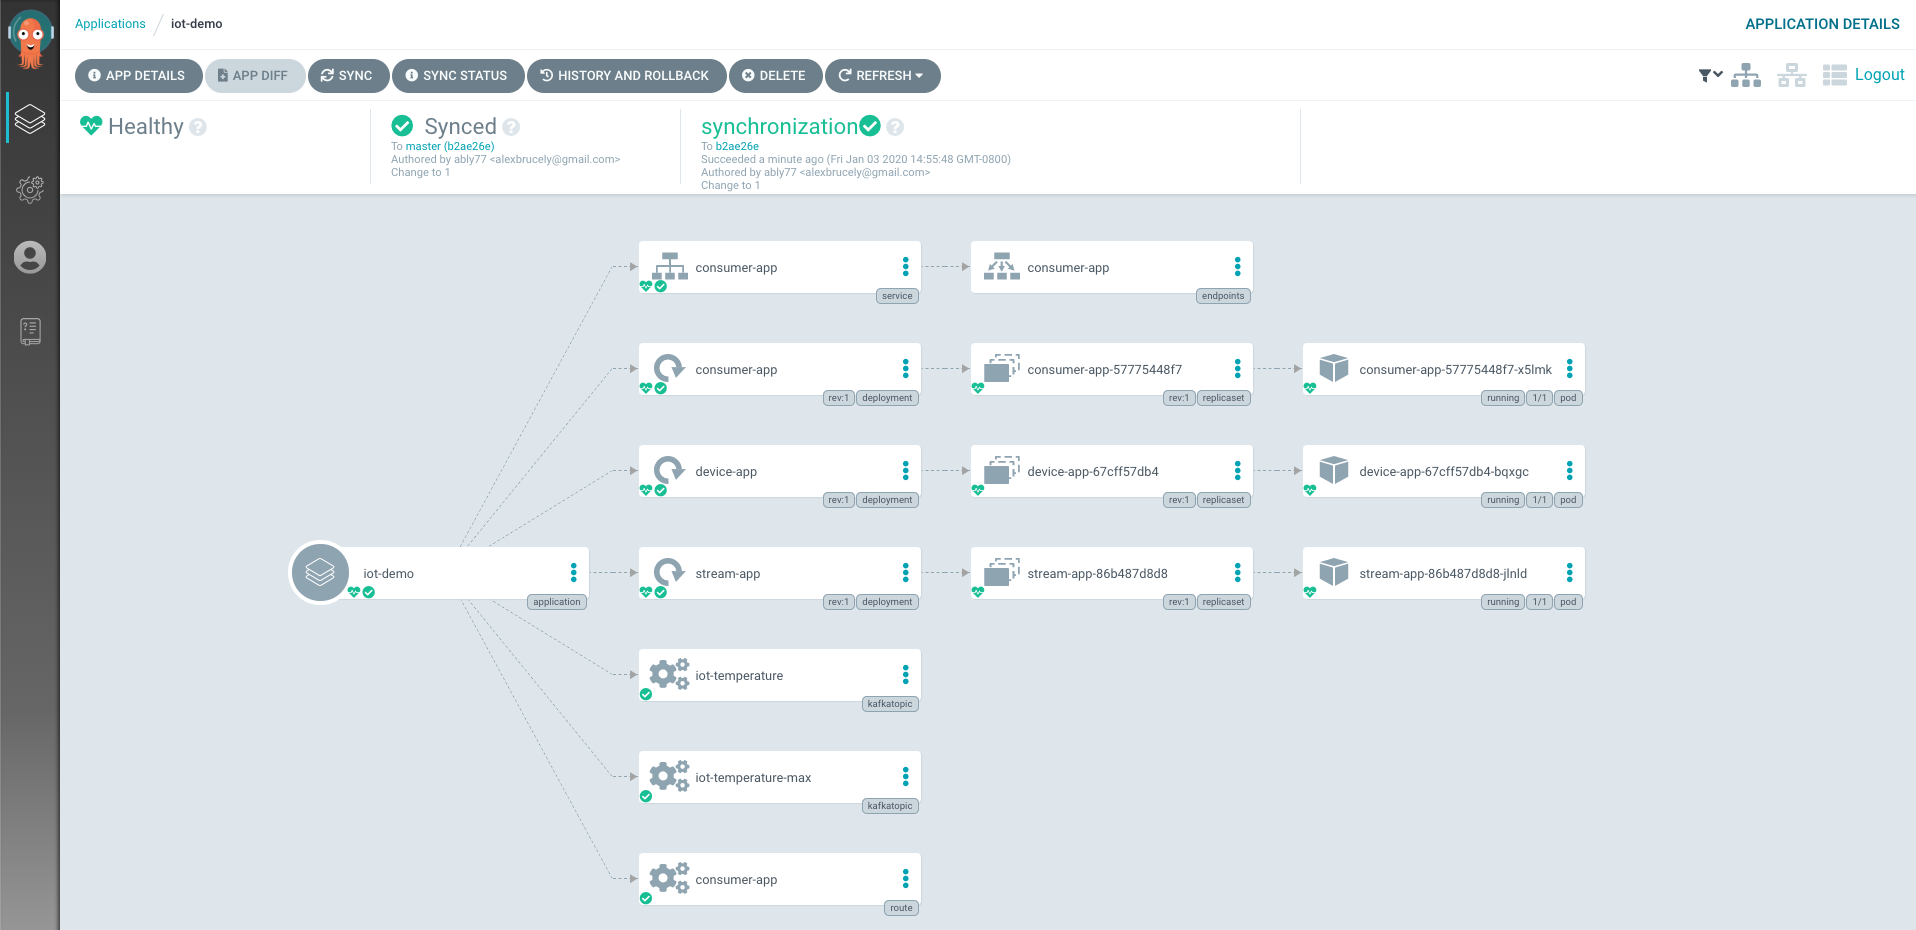 Applications / iot-demo
APPLICATION DETAILS
APP DETAILS
APP DIFF
SYNC
SYNC STATUS
HISTORY AND ROLLBACK
DELETE
REFRESH
Logout
Healthy ?
Synced ?
To master (b2ae26e)
Authored by ably77 <alexbrucely@gmail.com>
Change to 1
synchronization ?
To b2ae26e
Succeeded a minute ago (Fri Jan 03 2020 14:55:48 GMT-0800)
Authored by ably77 <alexbrucely@gmail.com>
Change to 1
consumer-app
service
consumer-app
endpoints
consumer-app
rev:1 deployment
consumer-app-57775448f7
rev:1 replicaset
consumer-app-57775448f7-x5lmk
running 1/1 pod
device-app
rev:1 deployment
device-app-67cff57db4
rev:1 replicaset
device-app-67cff57db4-bqxgc
running 1/1 pod
iot-demo
application
stream-app
rev:1 deployment
stream-app-86b487d8d8
rev:1 replicaset
stream-app-86b487d8d8-jlnld
running 1/1 pod
iot-temperature
kafkatopic
iot-temperature-max
kafkatopic
consumer-app
route